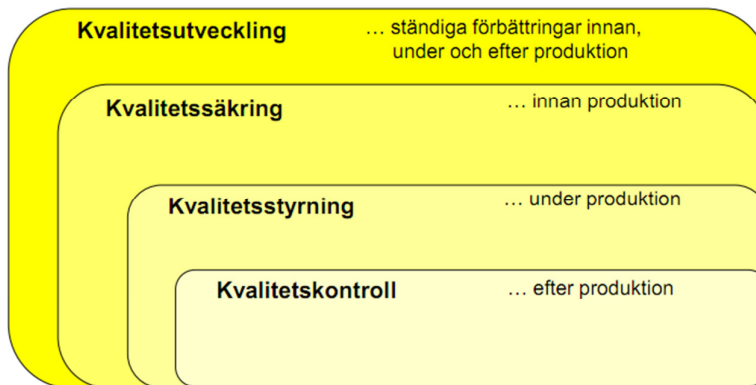 Kvalitetsutveckling
... ständiga förbättringar innan,
under och efter produktion
Kvalitetssäkring
... innan produktion
Kvalitetsstyrning
... under produktion
Kvalitetskontroll
... efter produktion